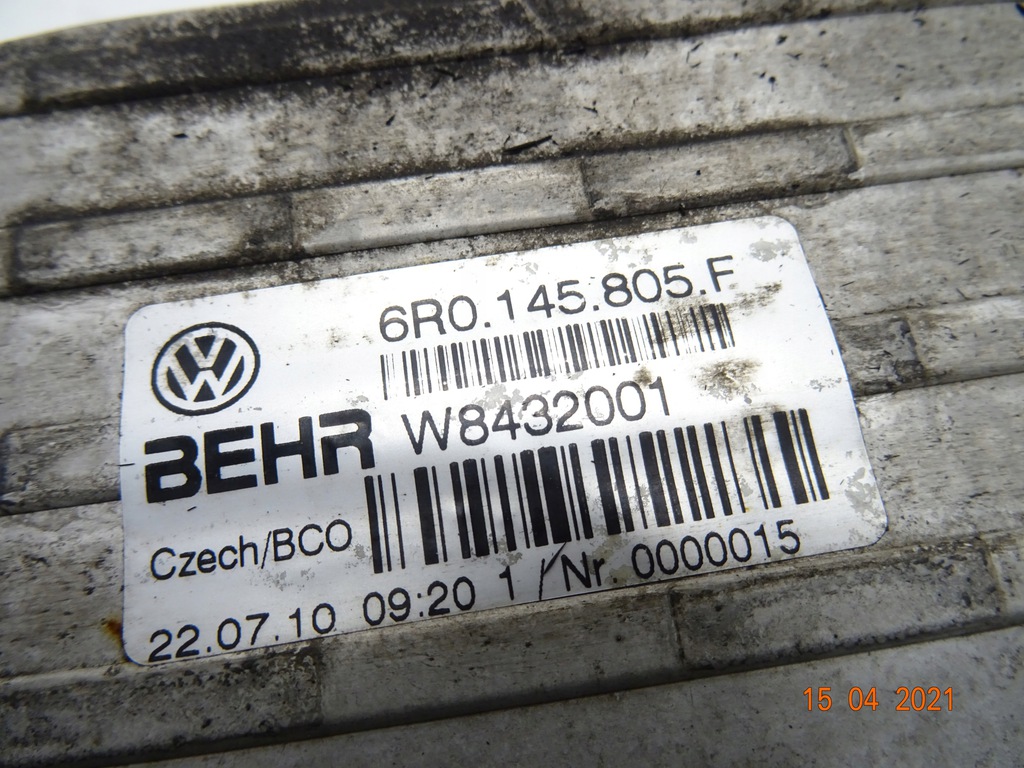 6R0.145.805.F
BEHR W8432001
Czech/BCO
22.07.10 09:20 1 /Nr. 0000015
15 04 2021